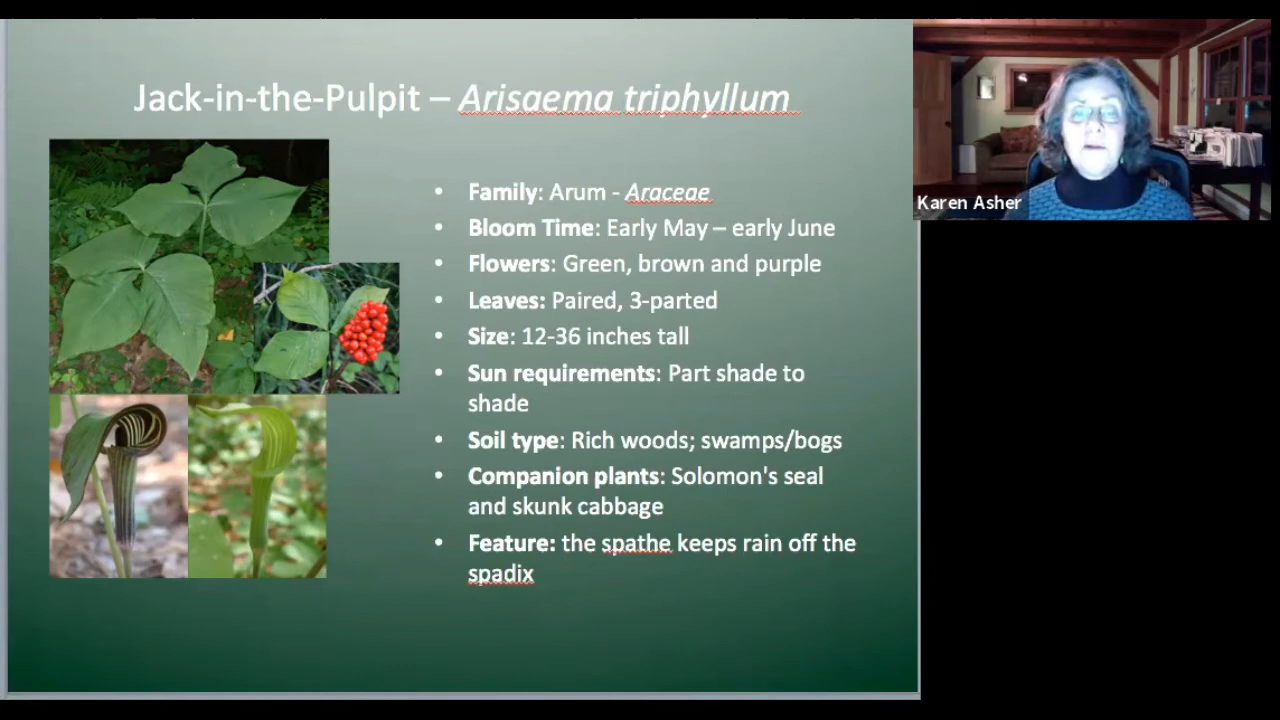 Jack-in-the-Pulpit – Arisaema triphyllum
• Family: Arum - Araceae
• Bloom Time: Early May – early June
• Flowers: Green, brown and purple
• Leaves: Paired, 3-parted
• Size: 12-36 inches tall
• Sun requirements: Part shade to
shade
• Soil type: Rich woods; swamps/bogs
• Companion plants: Solomon's seal
and skunk cabbage
• Feature: the spathe keeps rain off the
spadix
Karen Asher